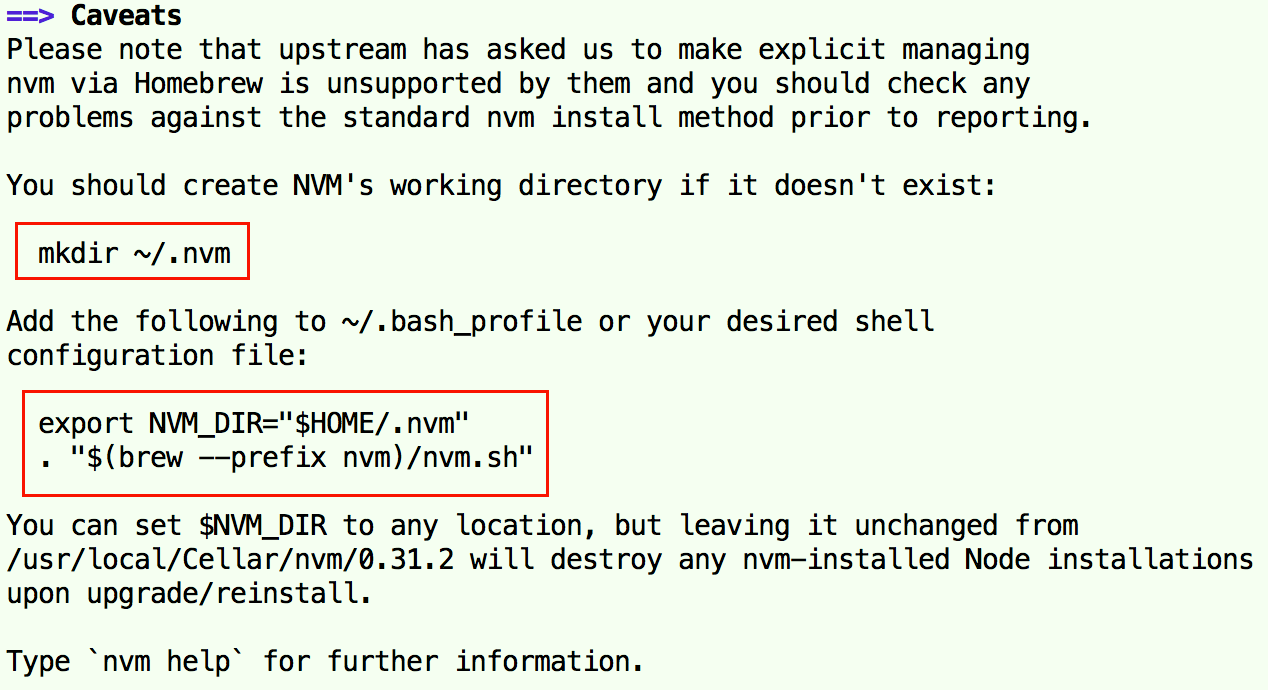 ==> Caveats
Please note that upstream has asked us to make explicit managing
nvm via Homebrew is unsupported by them and you should check any
problems against the standard nvm install method prior to reporting.
You should create NVM's working directory if it doesn't exist:
mkdir ~/.nvm
Add the following to ~/.bash_profile or your desired shell
configuration file:
export NVM_DIR="$HOME/.nvm"
. "$(brew --prefix nvm)/nvm.sh"
You can set $NVM_DIR to any location, but leaving it unchanged from
/usr/local/Cellar/nvm/0.31.2 will destroy any nvm-installed Node installations
upon upgrade/reinstall.
Type `nvm help` for further information.